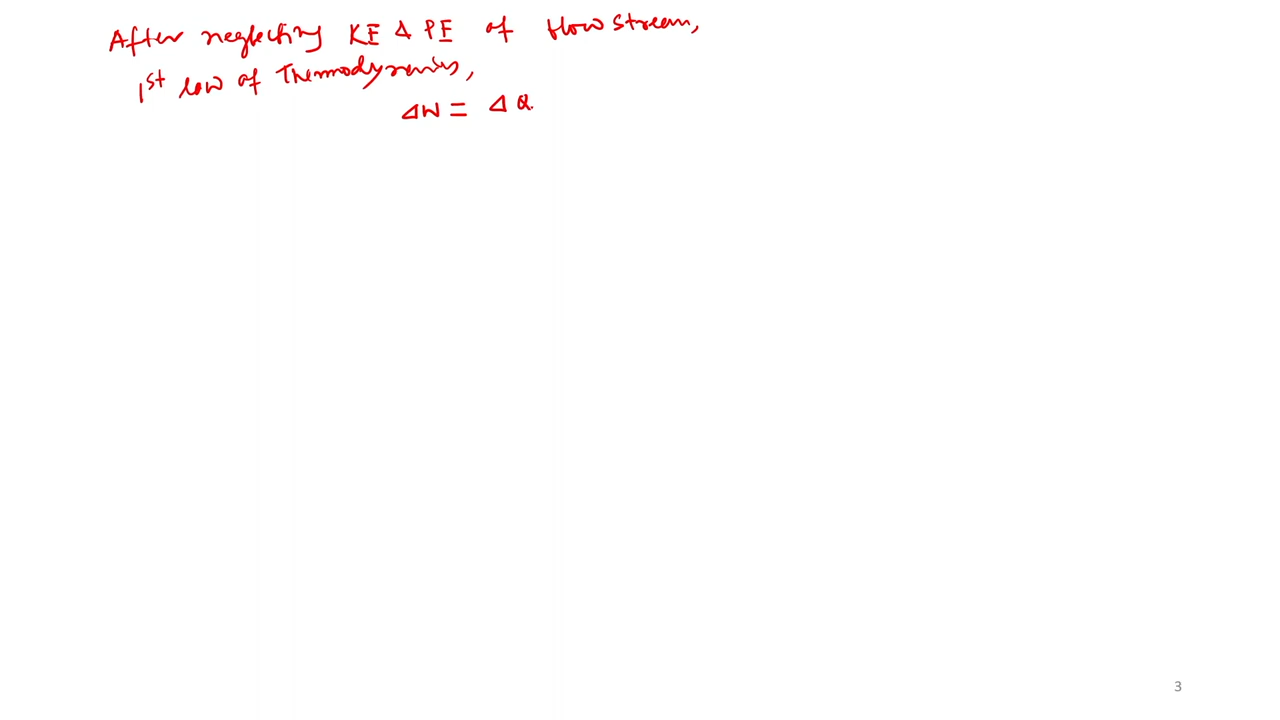 After neglecting KE & PE of flow stream,
1st law of Thermodynamics,
ΔW = ΔQ
3